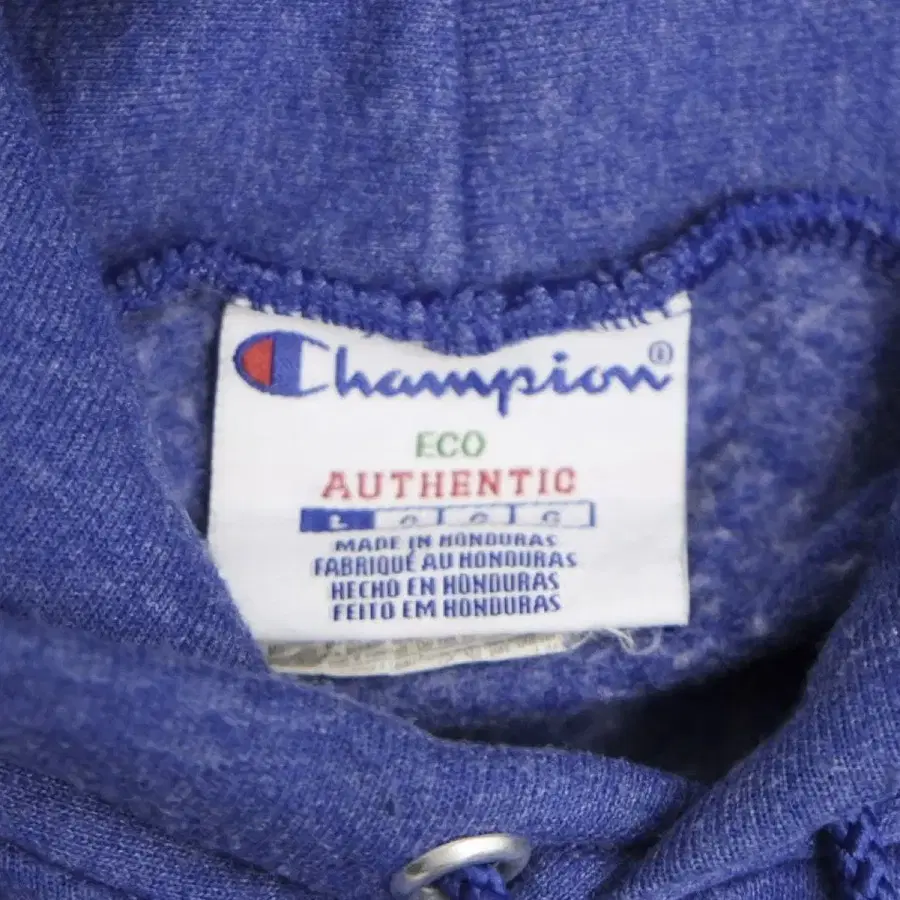 Champion®
ECO
AUTHENTIC
L G G G
MADE IN HONDURAS
FABRIQUÉ AU HONDURAS
HECHO EN HONDURAS
FEITO EM HONDURAS